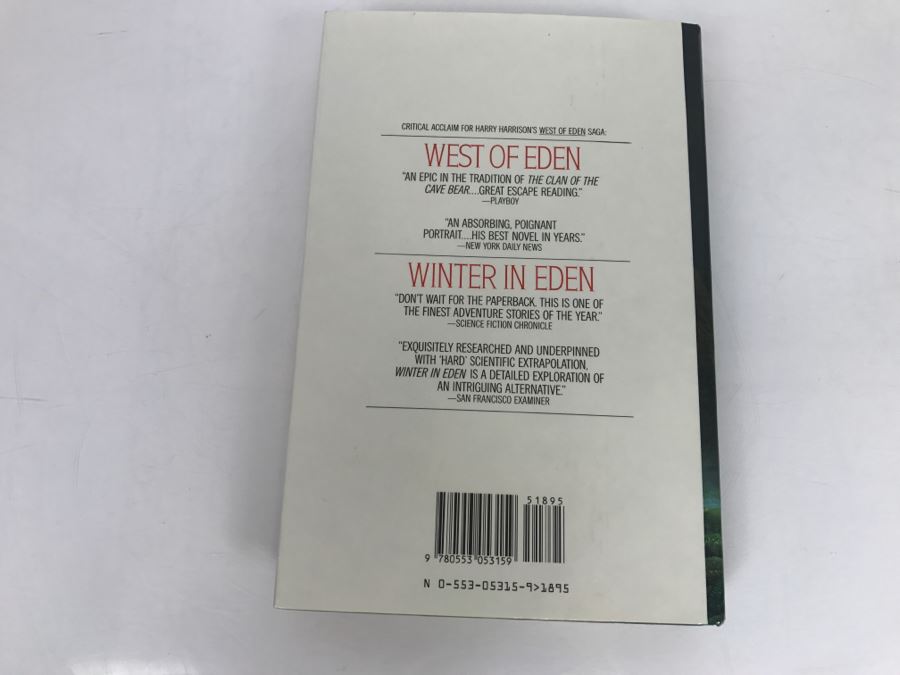 CRITICAL ACCLAIM FOR HARRY HARRISON'S WEST OF EDEN SAGA:
WEST OF EDEN
"AN EPIC IN THE TRADITION OF THE CLAN OF THE
CAVE BEAR....GREAT ESCAPE READING."
—PLAYBOY
"AN ABSORBING, POIGNANT
PORTRAIT....HIS BEST NOVEL IN YEARS."
—NEW YORK DAILY NEWS
WINTER IN EDEN
"DON'T WAIT FOR THE PAPERBACK. THIS IS ONE OF
THE FINEST ADVENTURE STORIES OF THE YEAR."
—SCIENCE FICTION CHRONICLE
"EXQUISITELY RESEARCHED AND UNDERPINNED
WITH 'HARD' SCIENTIFIC EXTRAPOLATION,
WINTER IN EDEN IS A DETAILED EXPLORATION OF
AN INTRIGUING ALTERNATIVE."
—SAN FRANCISCO EXAMINER
51895
9 780553 053159
N 0-553-05315-9>1895